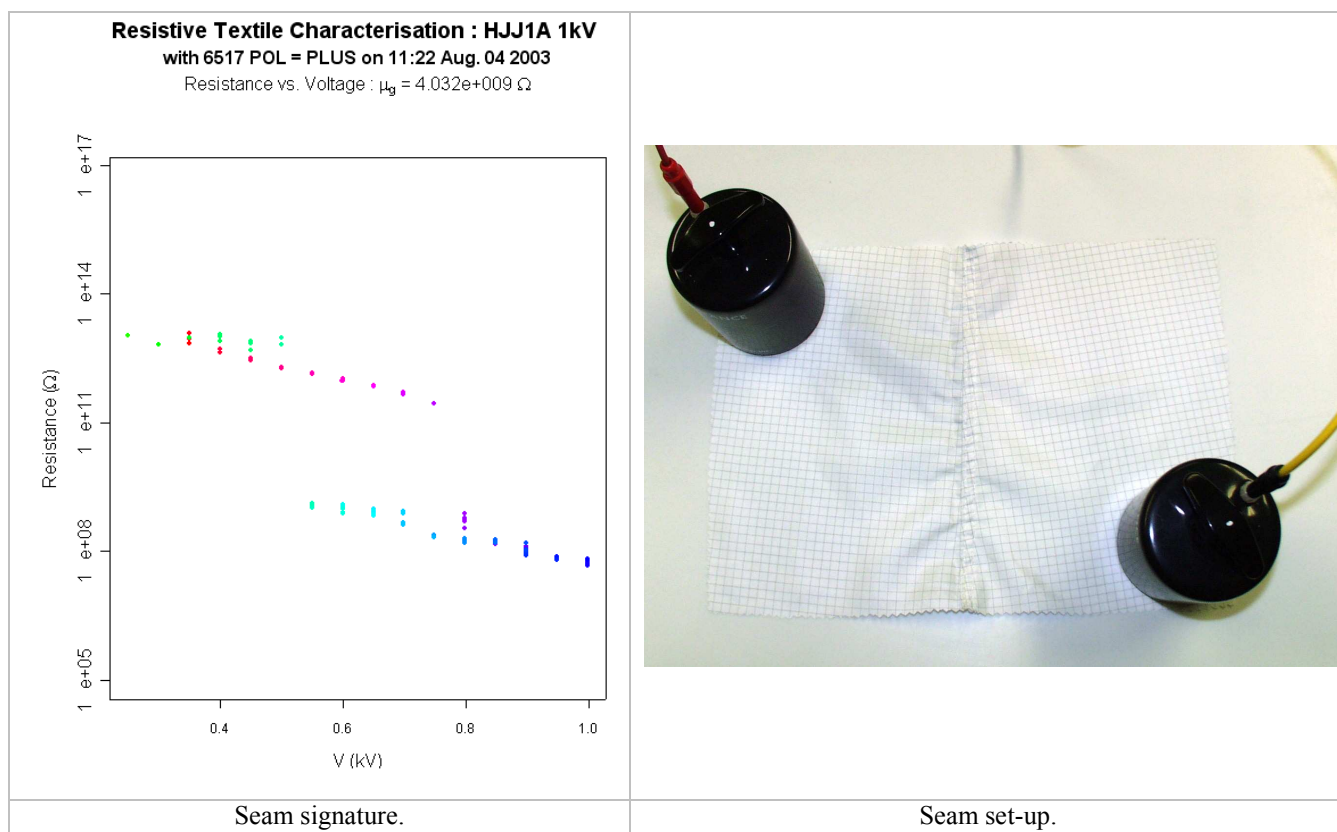 Resistive Textile Characterisation : HJJ1A 1kV
with 6517 POL = PLUS on 11:22 Aug. 04 2003
Resistance vs. Voltage : μg = 4.032e+009 Ω
1 e+17
1 e+14
1 e+11
1 e+08
1 e+05
Resistance (Ω)
0.4 0.6 0.8 1.0
V (kV)
Seam signature.
Seam set-up.